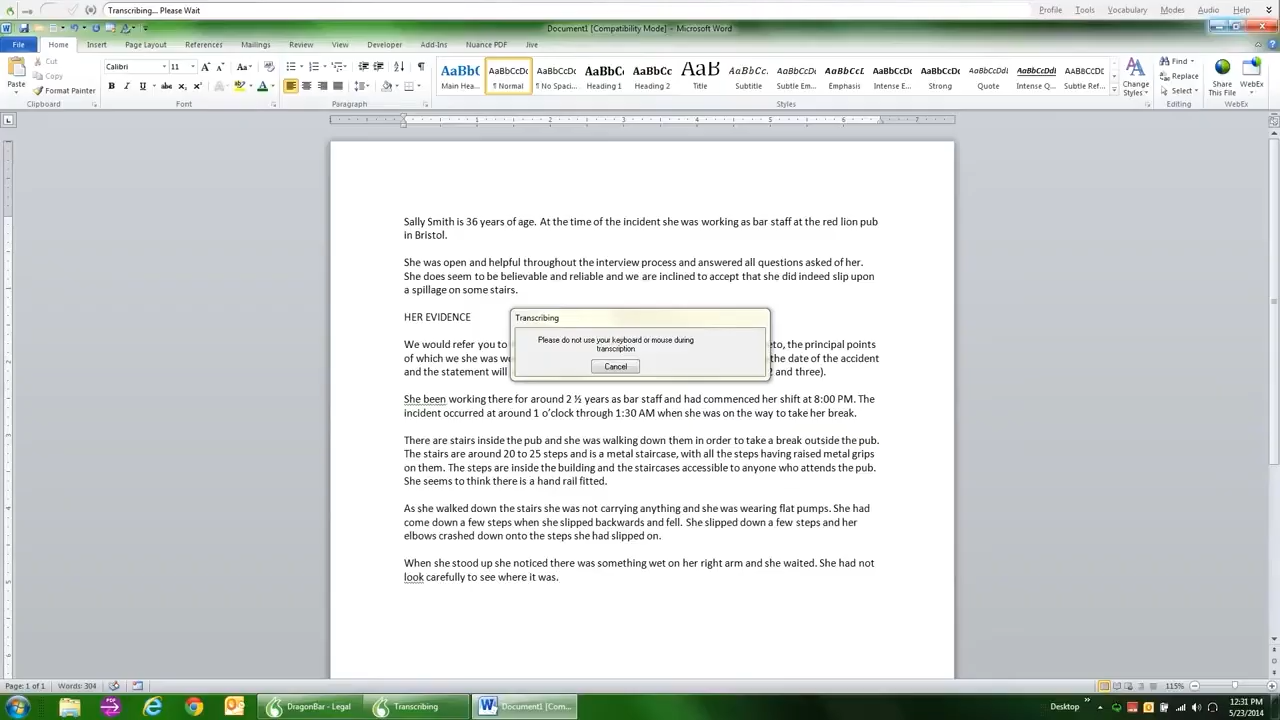 Transcribing... Please Wait
Profile Tools Vocabulary Modes Audio Help
Document1 [Compatibility Mode] - Microsoft Word
File Home Insert Page Layout References Mailings Review View Developer Add-Ins Nuance PDF Jive
Paste
Cut
Copy
Format Painter
Clipboard
Calibri 11
Font
Paragraph
AaBb( AaBbCcDc AaBbCcDc AaBbC AaBbCc AaB AaBbCc. AaBbCcDc AaBbCcL AaBbCcDc AaBbCcDc AaBbCcDc AaBbCcDd AaBbCcDc
Main Hea... ¶ Normal ¶ No Spaci... Heading 1 Heading 2 Title Subtitle Subtle Em... Emphasis Intense E... Strong Quote Intense Q... Subtle Ref...
Styles
Change Styles
Find
Replace
Select
Editing
Share This File
WebEx
WebEx
Sally Smith is 36 years of age. At the time of the incident she was working as bar staff at the red lion pub
in Bristol.
She was open and helpful throughout the interview process and answered all questions asked of her.
She does seem to be believable and reliable and we are inclined to accept that she did indeed slip upon
a spillage on some stairs.
HER EVIDENCE
We would refer you to eto, the principal points
of which we she was wo the date of the accident
and the statement will and three).
Transcribing
Please do not use your keyboard or mouse during
transcription
Cancel
She been working there for around 2 ½ years as bar staff and had commenced her shift at 8:00 PM. The
incident occurred at around 1 o'clock through 1:30 AM when she was on the way to take her break.
There are stairs inside the pub and she was walking down them in order to take a break outside the pub.
The stairs are around 20 to 25 steps and is a metal staircase, with all the steps having raised metal grips
on them. The steps are inside the building and the staircases accessible to anyone who attends the pub.
She seems to think there is a hand rail fitted.
As she walked down the stairs she was not carrying anything and she was wearing flat pumps. She had
come down a few steps when she slipped backwards and fell. She slipped down a few steps and her
elbows crashed down onto the steps she had slipped on.
When she stood up she noticed there was something wet on her right arm and she waited. She had not
look carefully to see where it was.
Page: 1 of 1 Words: 304
115%
DragonBar - Legal
Transcribing
Document1 [Com...
Desktop
12:31 PM
5/23/2014